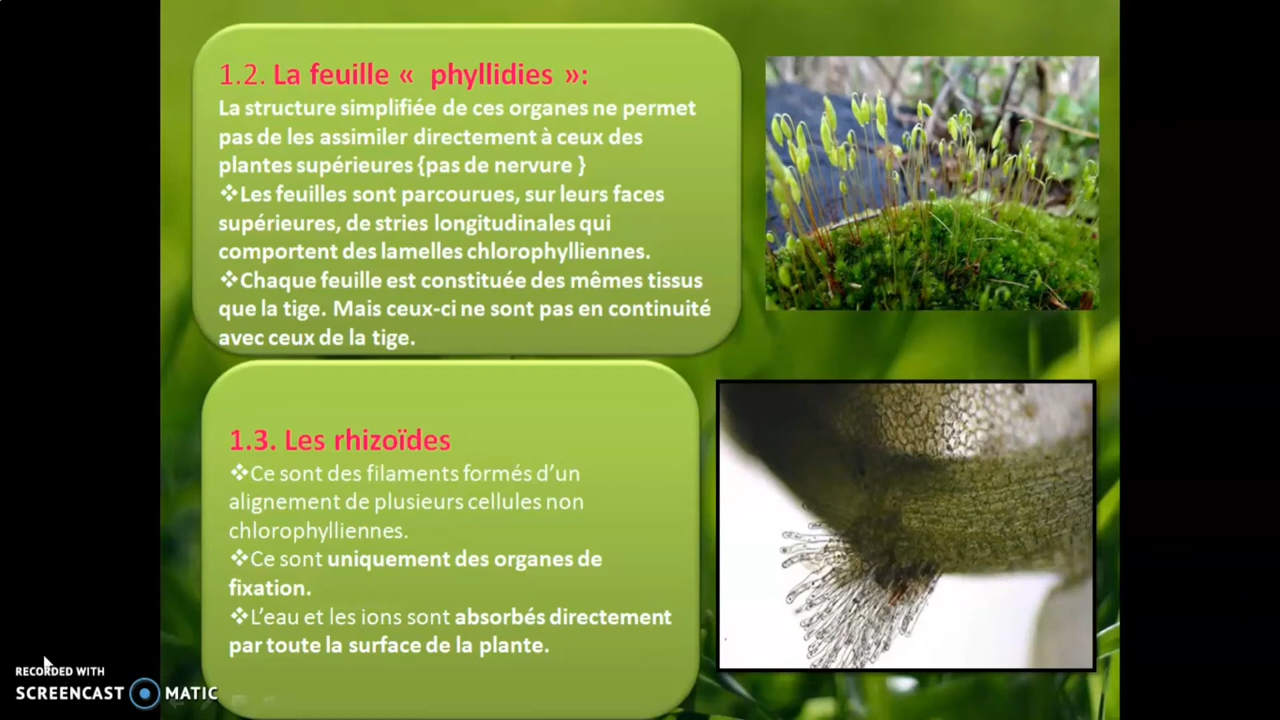 1.2. La feuille «  phyllidies »:
La structure simplifiée de ces organes ne permet
pas de les assimiler directement à ceux des
plantes supérieures {pas de nervure }
❖Les feuilles sont parcourues, sur leurs faces
supérieures, de stries longitudinales qui
comportent des lamelles chlorophylliennes.
❖Chaque feuille est constituée des mêmes tissus
que la tige. Mais ceux-ci ne sont pas en continuité
avec ceux de la tige.
1.3. Les rhizoïdes
❖Ce sont des filaments formés d’un
alignement de plusieurs cellules non
chlorophylliennes.
❖Ce sont uniquement des organes de
fixation.
❖L’eau et les ions sont absorbés directement
par toute la surface de la plante.
RECORDED WITH
SCREENCAST MATIC